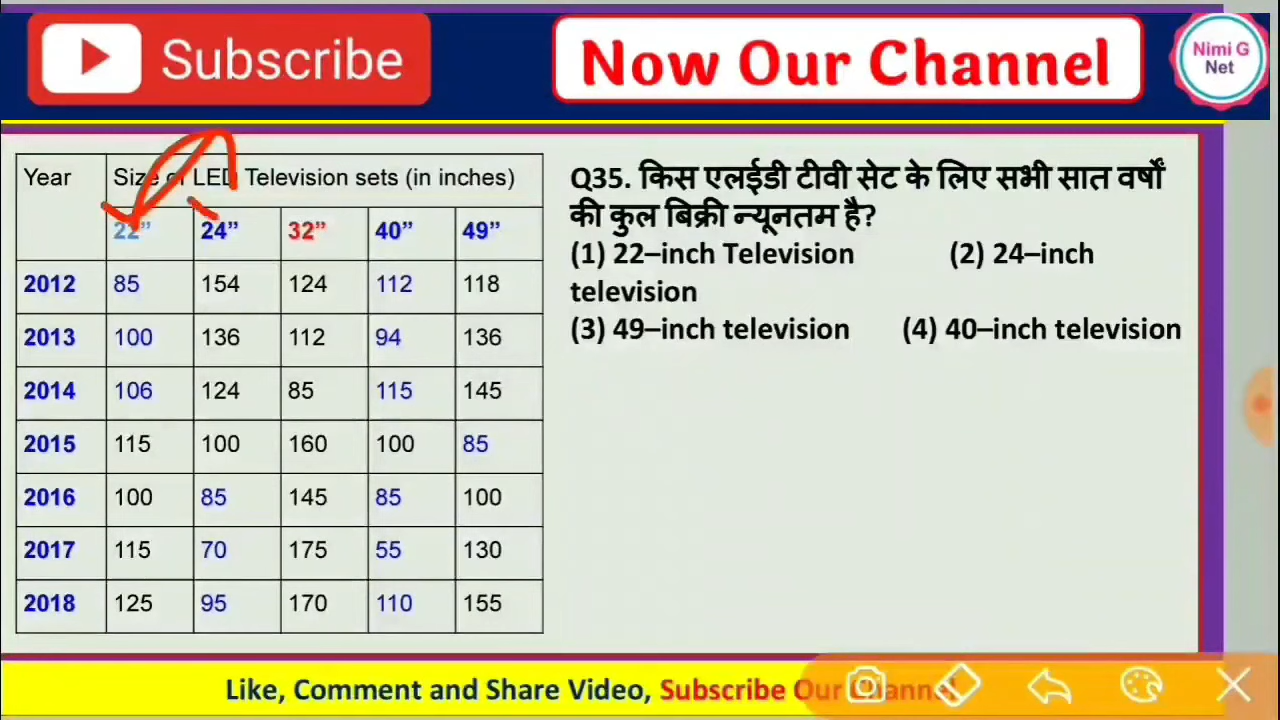 Subscribe
Now Our Channel
Nimi G
Net
Year Size of LED Television sets (in inches)
22” 24” 32” 40” 49”
2012 85 154 124 112 118
2013 100 136 112 94 136
2014 106 124 85 115 145
2015 115 100 160 100 85
2016 100 85 145 85 100
2017 115 70 175 55 130
2018 125 95 170 110 155
Q35. किस एलईडी टीवी सेट के लिए सभी सात वर्षों
की कुल बिक्री न्यूनतम है?
(1) 22–inch Television (2) 24–inch
television
(3) 49–inch television (4) 40–inch television
Like, Comment and Share Video, Subscribe Our Channel